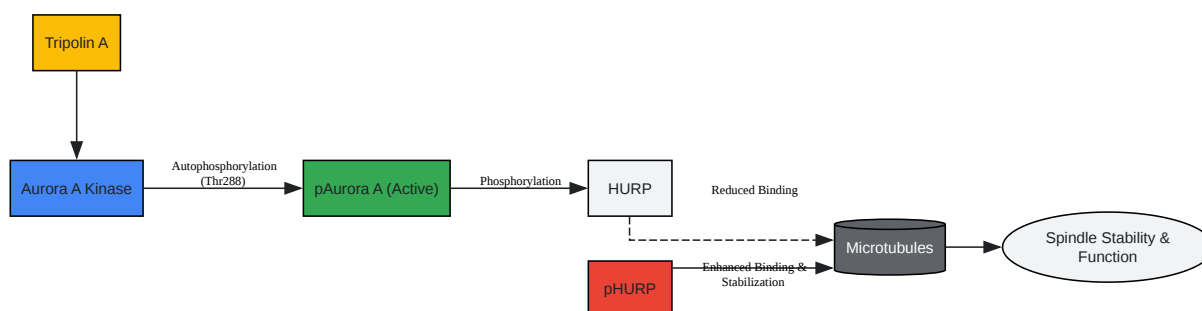 Tripolin A
Aurora A Kinase
Autophosphorylation
(Thr288)
pAurora A (Active)
Phosphorylation
HURP
Reduced Binding
pHURP
Enhanced Binding &
Stabilization
Microtubules
Spindle Stability &
Function